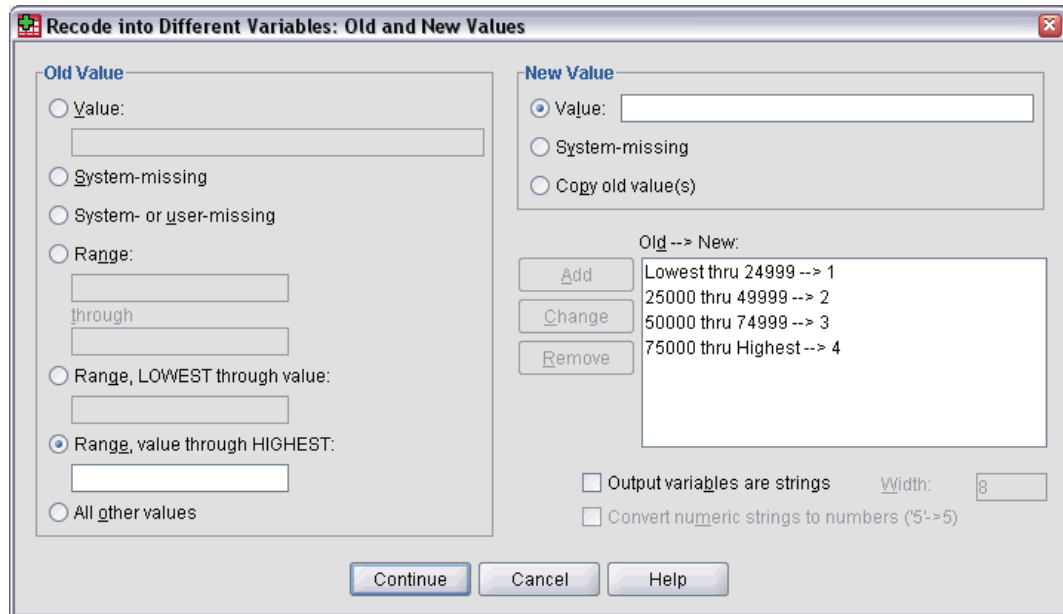 Recode into Different Variables: Old and New Values
Old Value
Value:
System-missing
System- or user-missing
Range:
through
Range, LOWEST through value:
Range, value through HIGHEST:
All other values
New Value
Value:
System-missing
Copy old value(s)
Old --> New:
Add
Change
Remove
Lowest thru 24999 --> 1
25000 thru 49999 --> 2
50000 thru 74999 --> 3
75000 thru Highest --> 4
Output variables are strings Width: 8
Convert numeric strings to numbers ('5'->5)
Continue Cancel Help